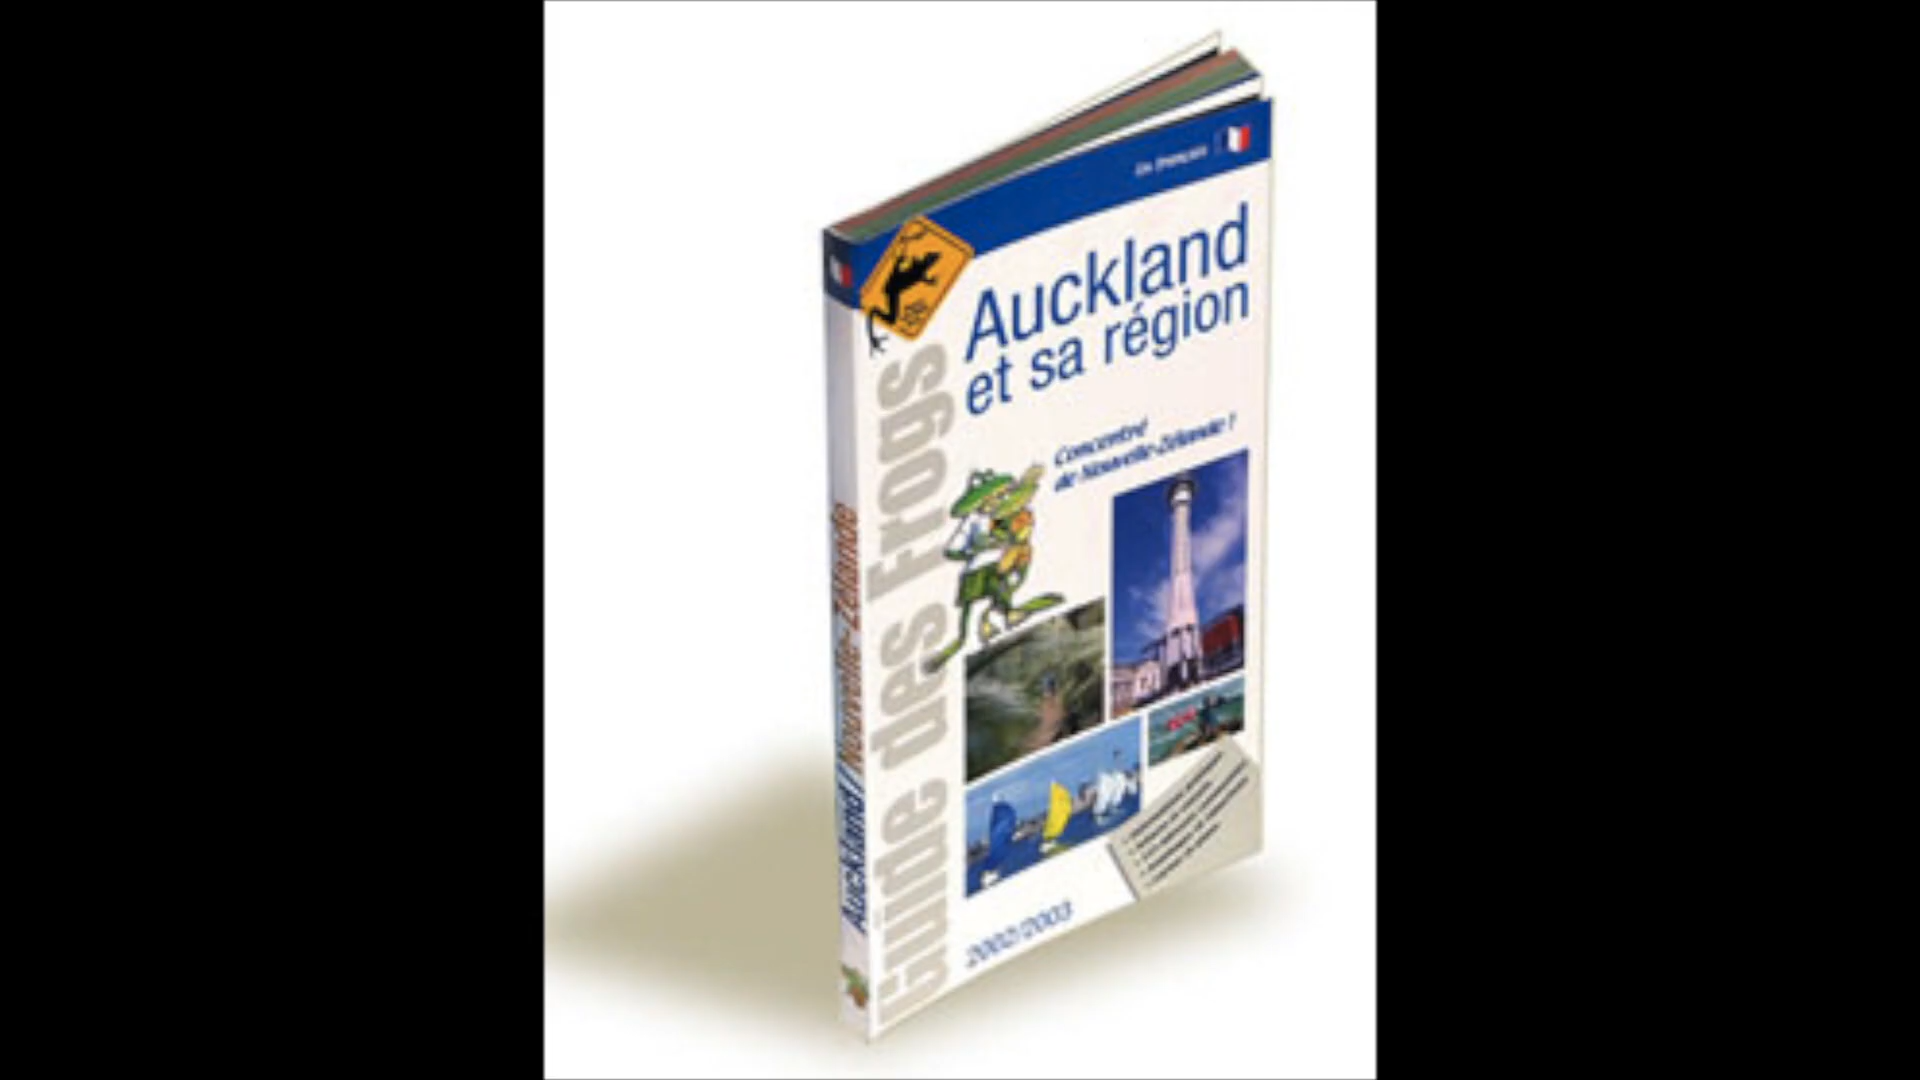 En français
Auckland
et sa région
Concentré
de Nouvelle-Zélande !
Guide des Frogs
Auckland/Nouvelle-Zélande
2002/2003